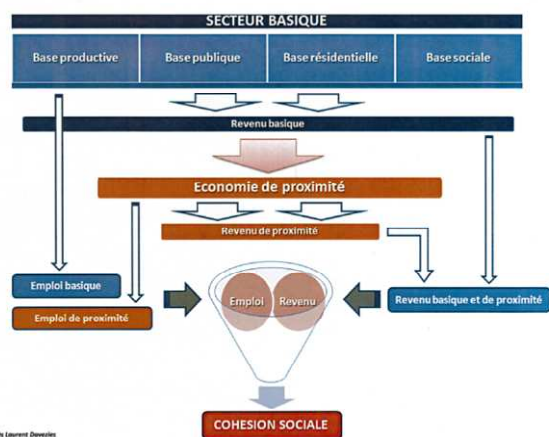 SECTEUR BASIQUE
Base productive
Base publique
Base résidentielle
Base sociale
Revenu basique
Economie de proximité
Revenu de proximité
Emploi basique
Emploi de proximité
Emploi
Revenu
Revenu basique et de proximité
COHESION SOCIALE
Laurent Davezies